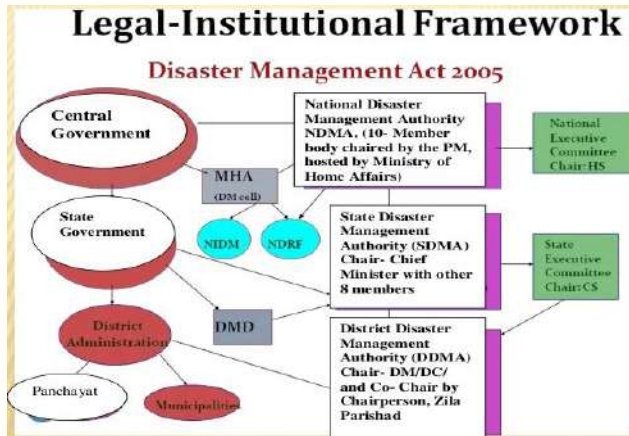 Legal-Institutional Framework
Disaster Management Act 2005
Central
Government
National Disaster
Management Authority
NDMA, (10- Member
body chaired by the PM,
hosted by Ministry of
Home Affairs)
National
Executive
Committee
Chair: HS
MHA
(DM cell)
State
Government
NIDM
NDRF
State Disaster
Management
Authority (SDMA)
Chair- Chief
Minister with other
8 members
State
Executive
Committee
Chair: CS
District
Administration
DMD
District Disaster
Management
Authority (DDMA)
Chair- DM/DC/
and Co- Chair by
Chairperson, Zila
Parishad
Panchayat
Municipalities